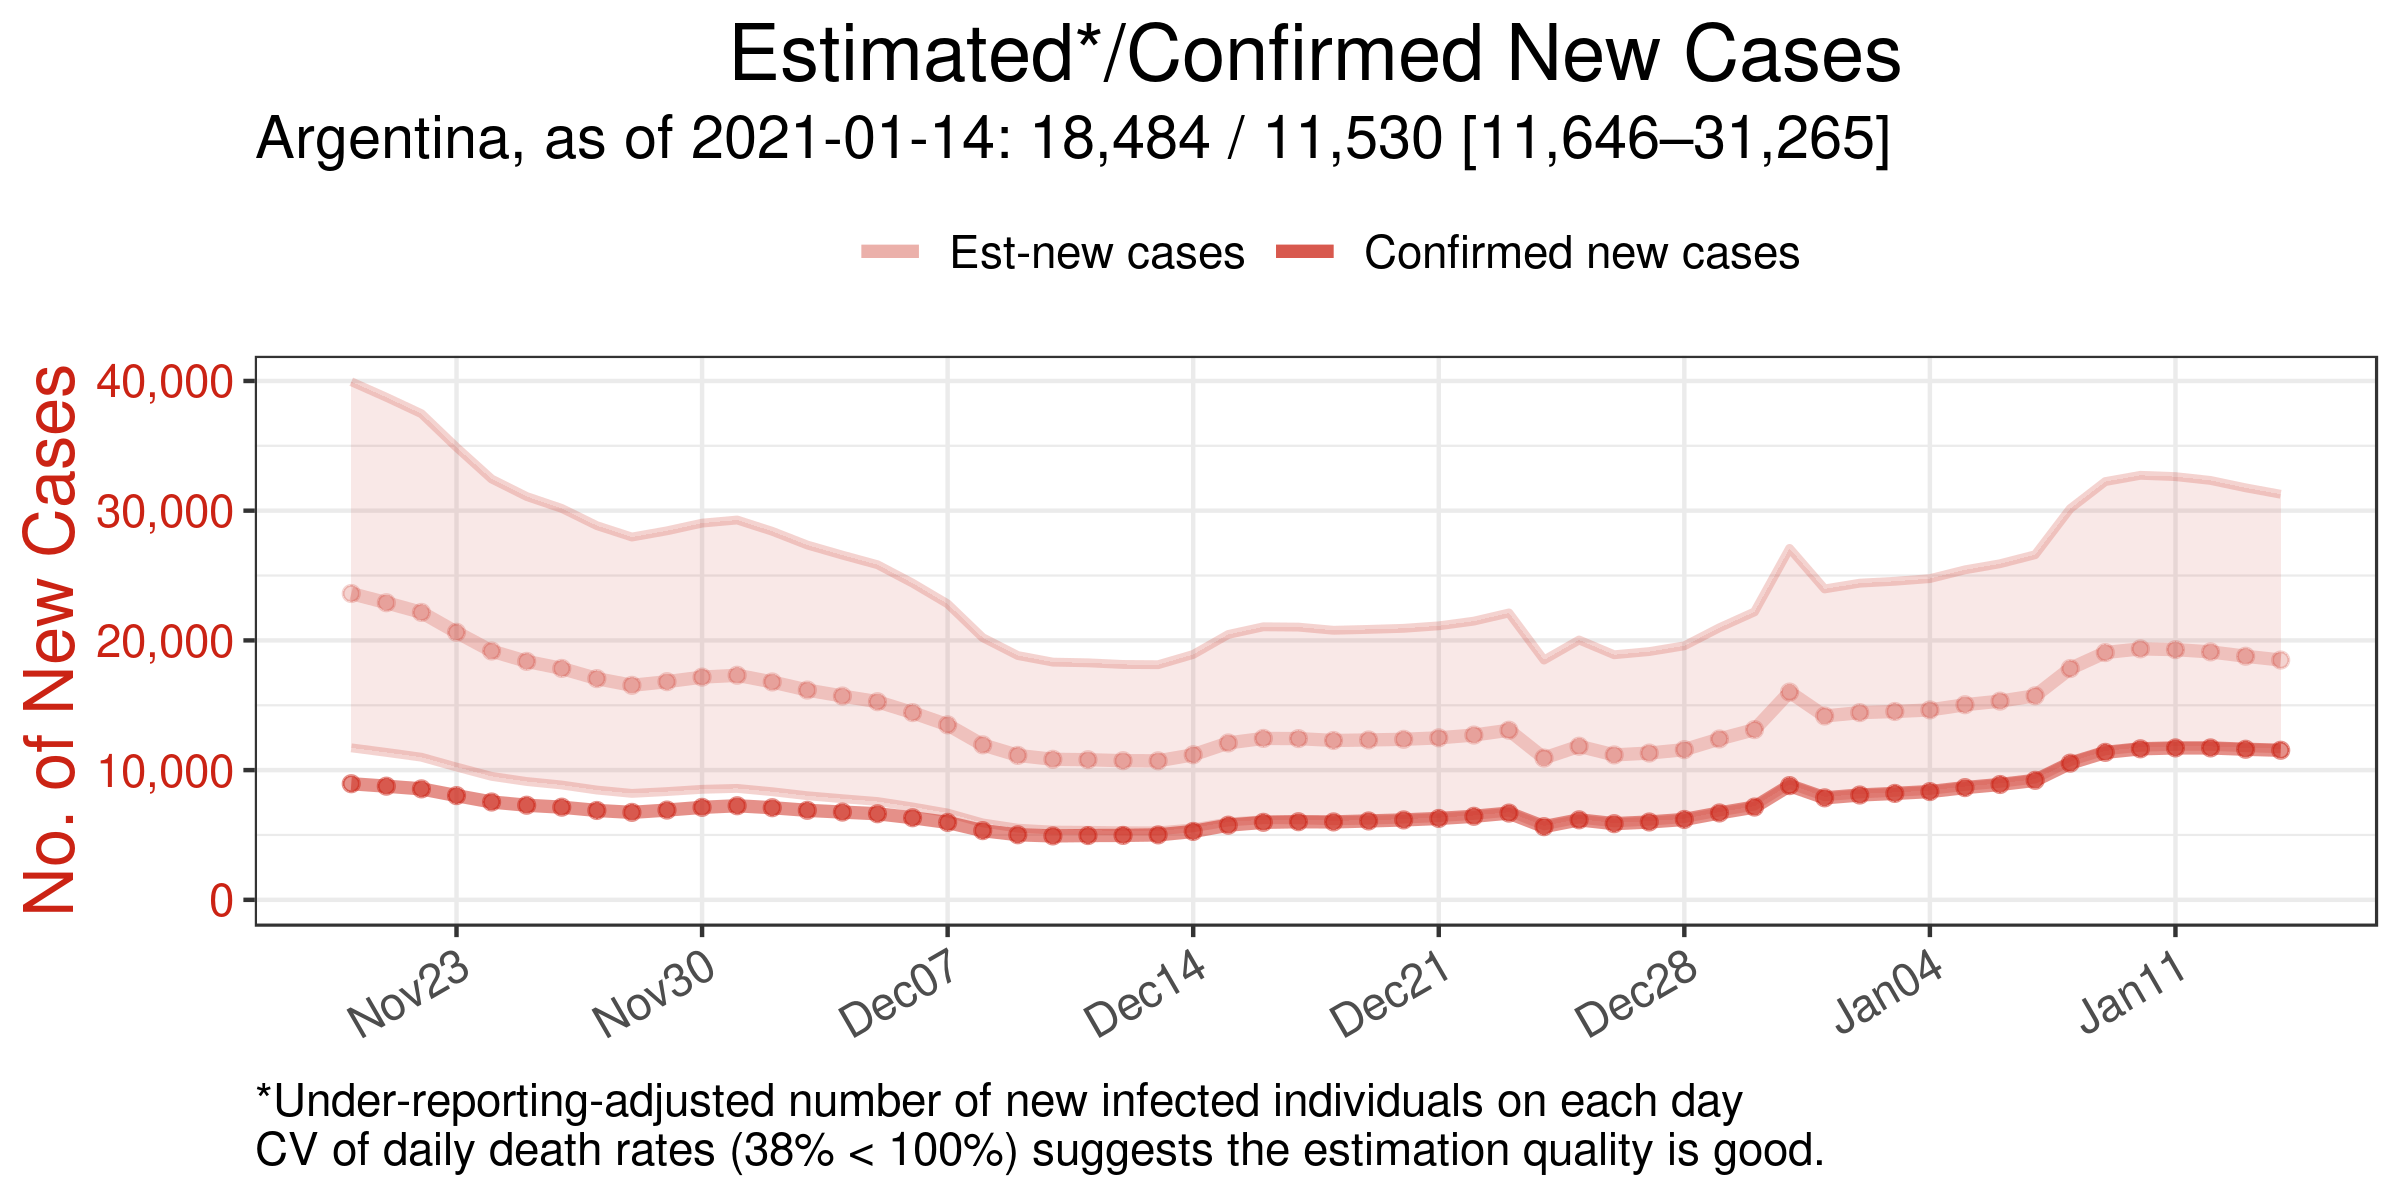 Estimated*/Confirmed New Cases
Argentina, as of 2021-01-14: 18,484 / 11,530 [11,646–31,265]
Est-new cases
Confirmed new cases
No. of New Cases
40,000
30,000
20,000
10,000
0
Nov23
Nov30
Dec07
Dec14
Dec21
Dec28
Jan04
Jan11
*Under-reporting-adjusted number of new infected individuals on each day
CV of daily death rates (38% < 100%) suggests the estimation quality is good.